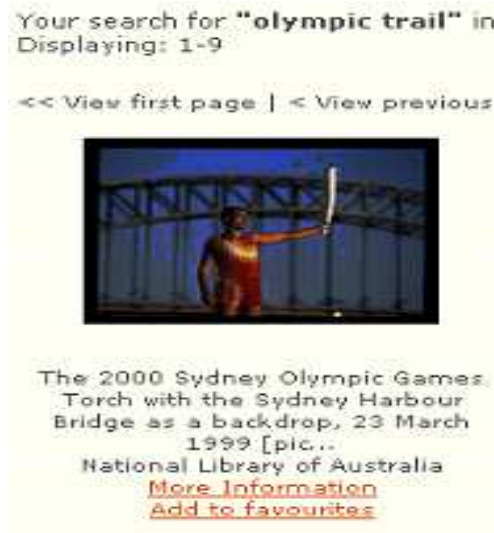 Your search for "olympic trail" in
Displaying: 1-9
<< View first page | < View previous
The 2000 Sydney Olympic Games
Torch with the Sydney Harbour
Bridge as a backdrop, 23 March
1999 [pic...
National Library of Australia
More Information
Add to favourites